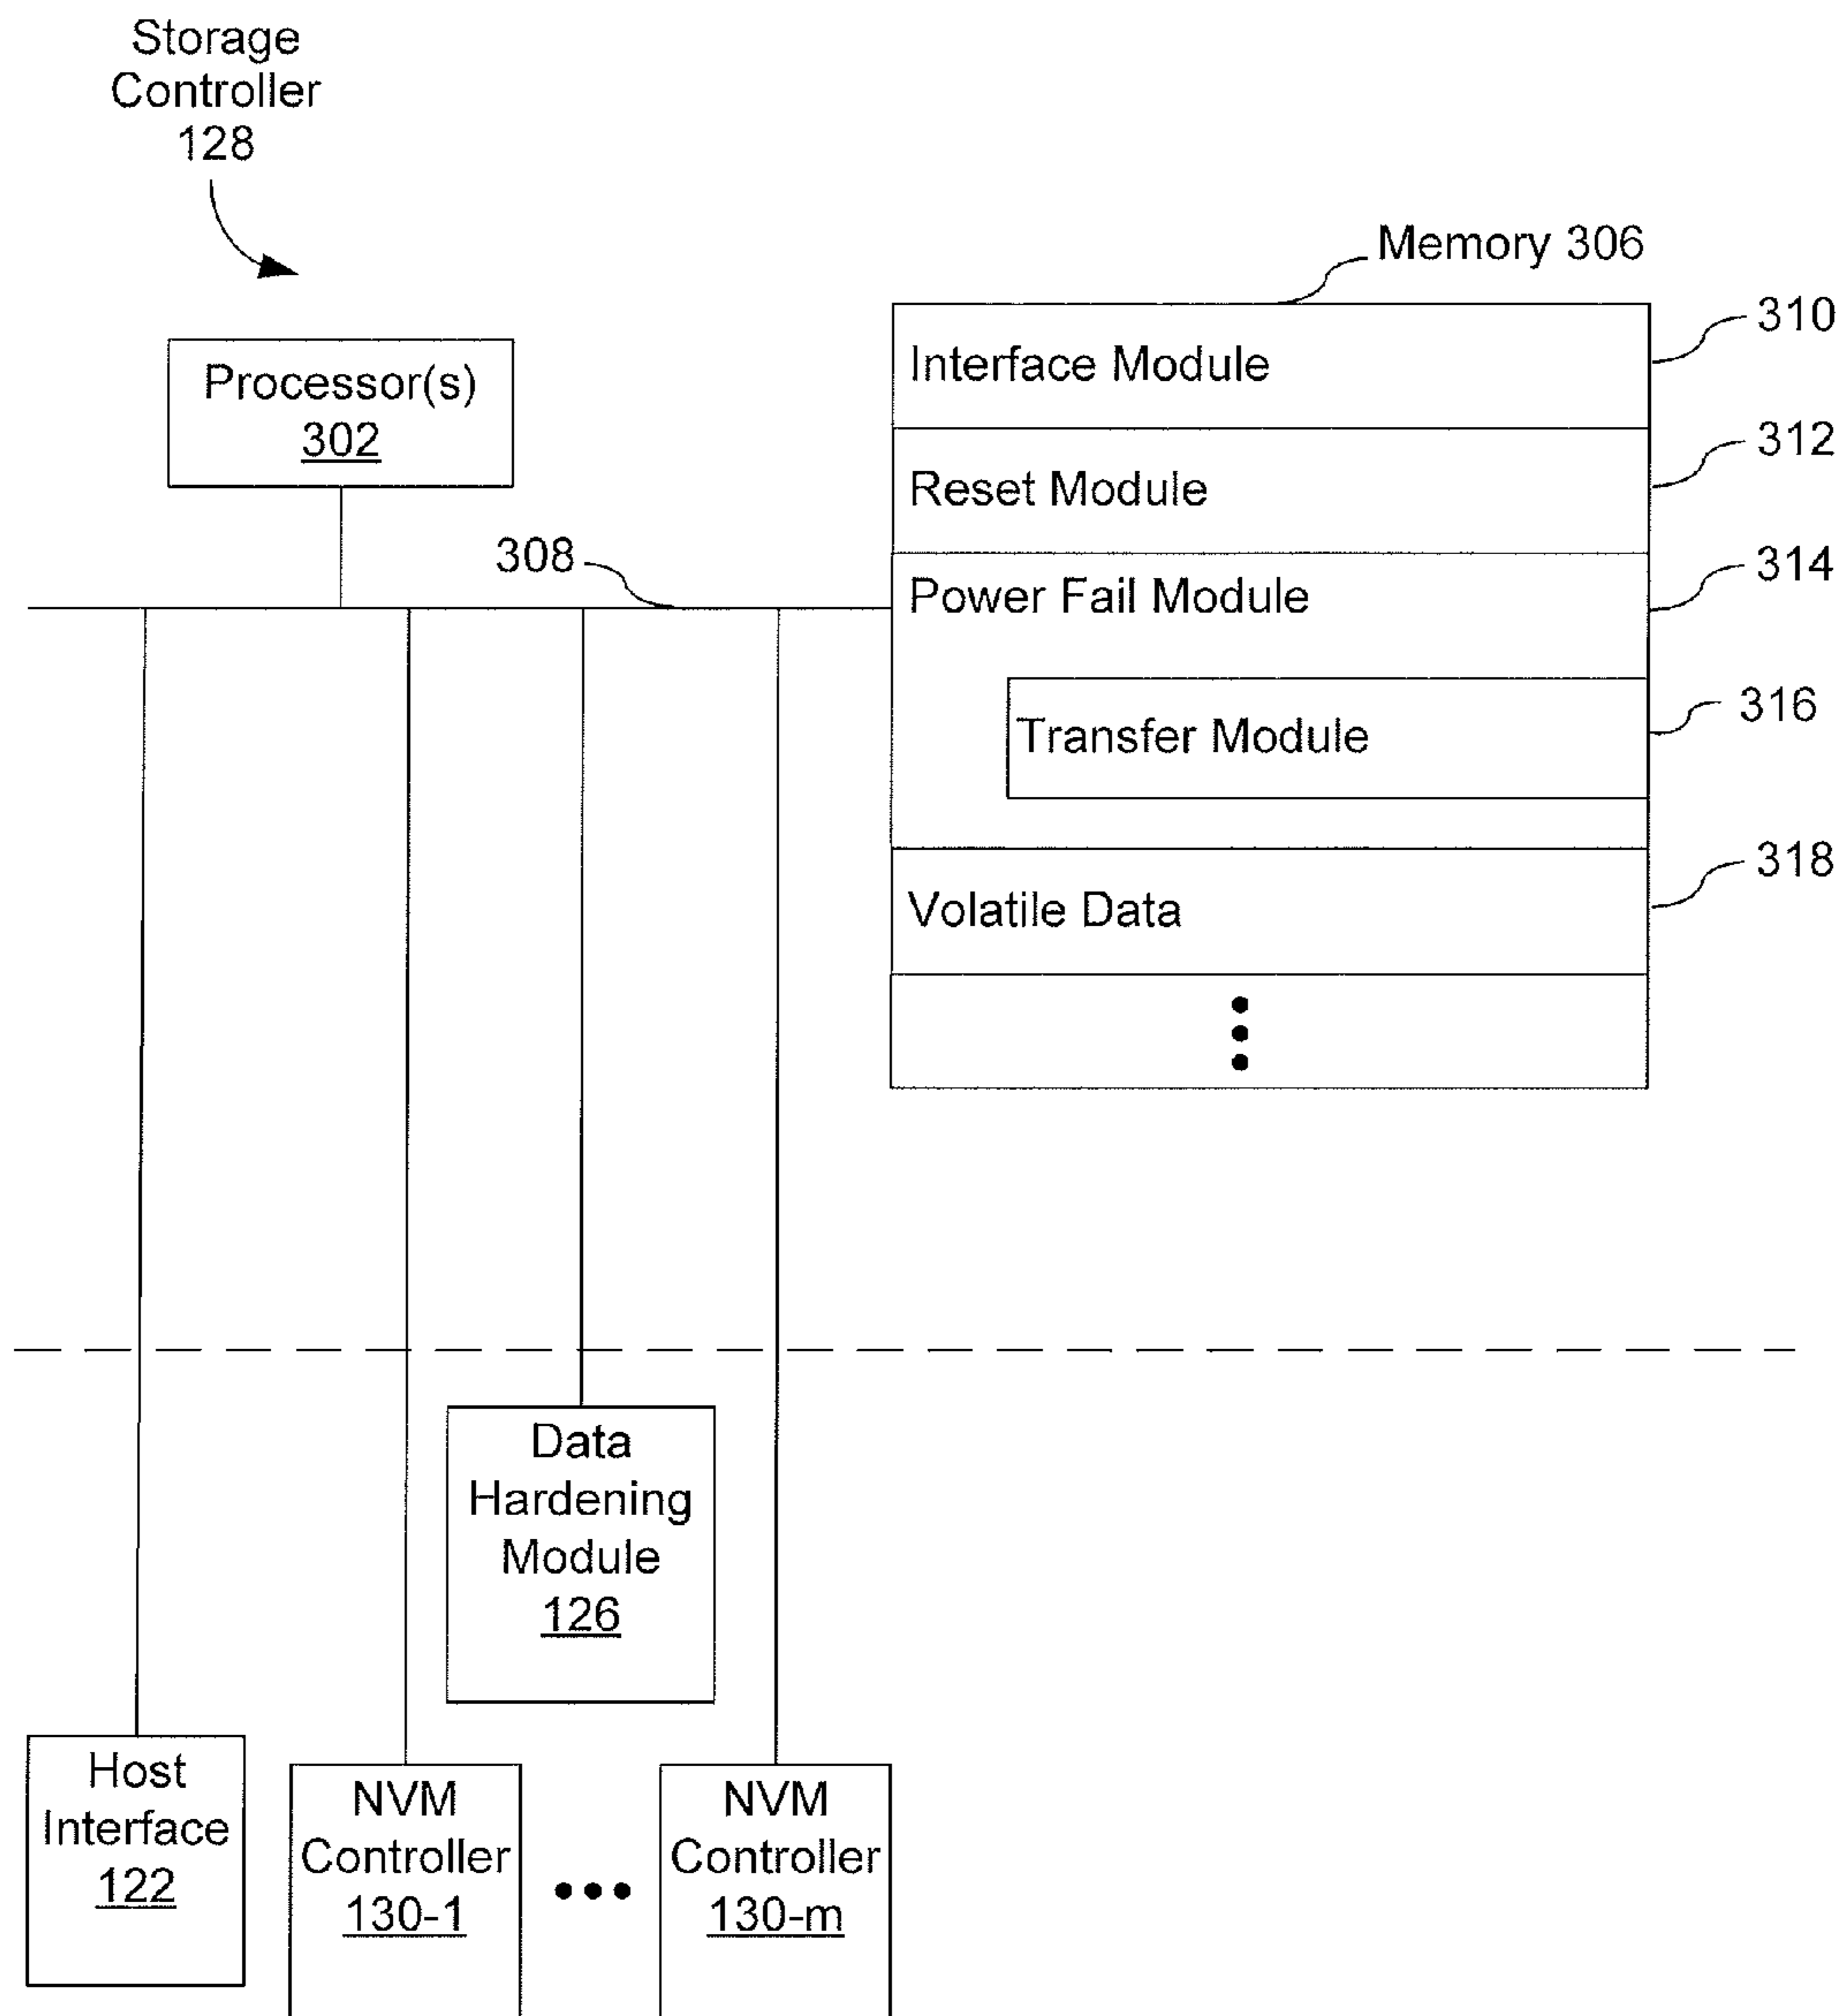 Storage
Controller
128
Memory 306
310
Processor(s)
302
Interface Module
312
Reset Module
308
314
Power Fail Module
316
Transfer Module
318
Volatile Data
Data
Hardening
Module
126
Host
Interface
122
NVM
Controller
130-1
NVM
Controller
130-m